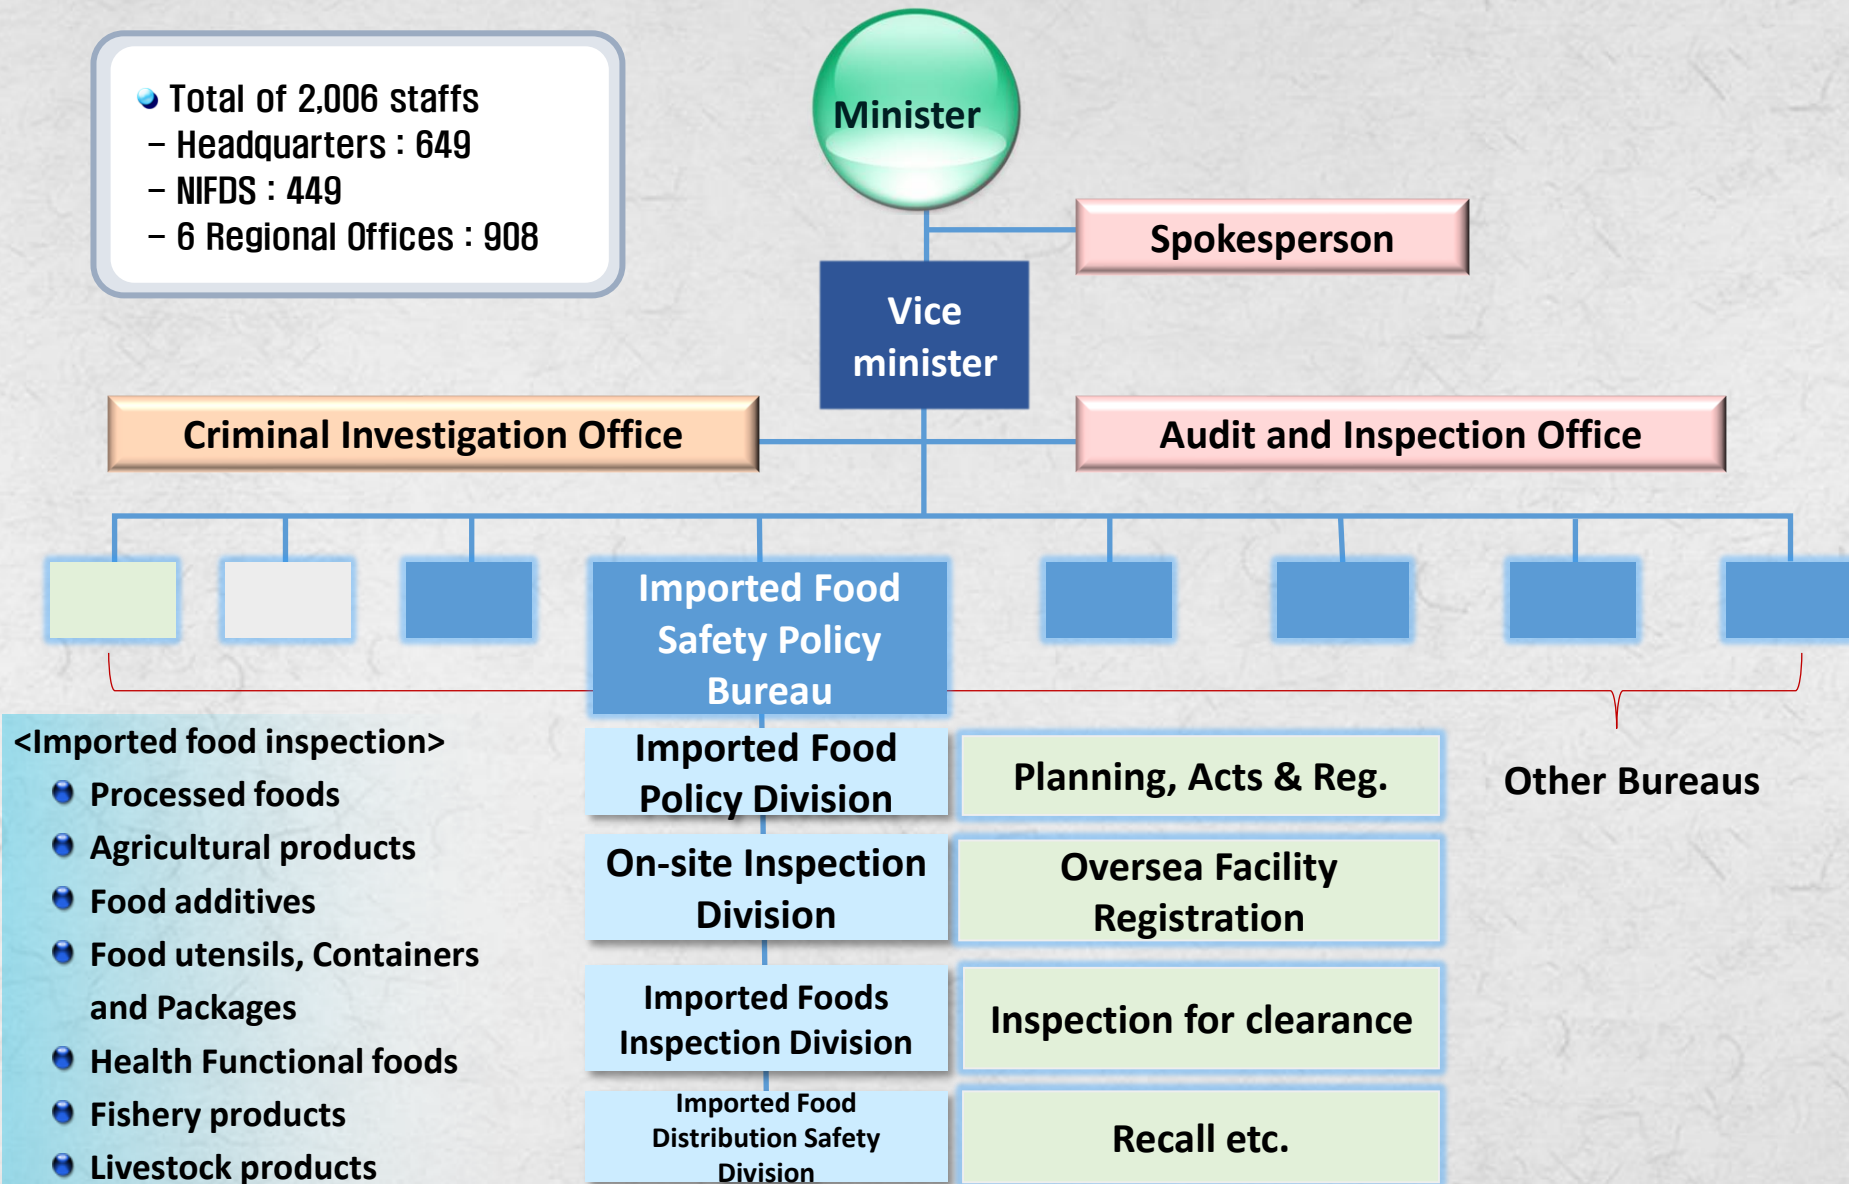 Total of 2,006 staffs
– Headquarters : 649
– NIFDS : 449
– 6 Regional Offices : 908
Minister
Spokesperson
Vice
minister
Criminal Investigation Office
Audit and Inspection Office
Imported Food
Safety Policy
Bureau
<Imported food inspection>
Processed foods
Agricultural products
Food additives
Food utensils, Containers
and Packages
Health Functional foods
Fishery products
Livestock products
Imported Food
Policy Division
Planning, Acts & Reg.
On-site Inspection
Division
Oversea Facility
Registration
Imported Foods
Inspection Division
Inspection for clearance
Imported Food
Distribution Safety
Division
Recall etc.
Other Bureaus